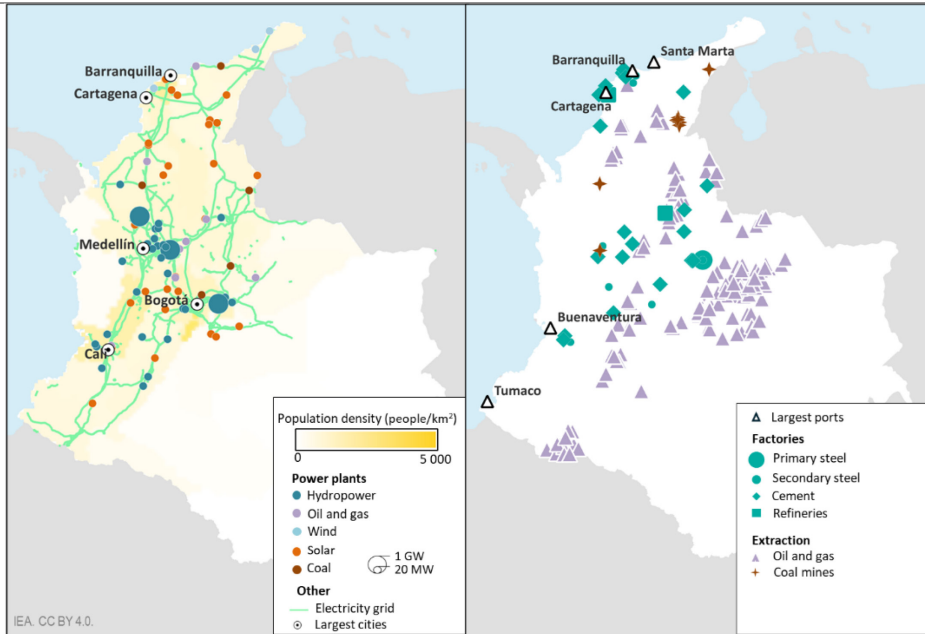 Barranquilla
Cartagena
Medellín
Bogotá
Cali
Population density (people/km²)
0
5 000
Power plants
Hydropower
Oil and gas
Wind
Solar
Coal
1 GW
20 MW
Other
Electricity grid
Largest cities
IEA. CC BY 4.0.
Santa Marta
Barranquilla
Cartagena
Buenaventura
Tumaco
Largest ports
Factories
Primary steel
Secondary steel
Cement
Refineries
Extraction
Oil and gas
Coal mines